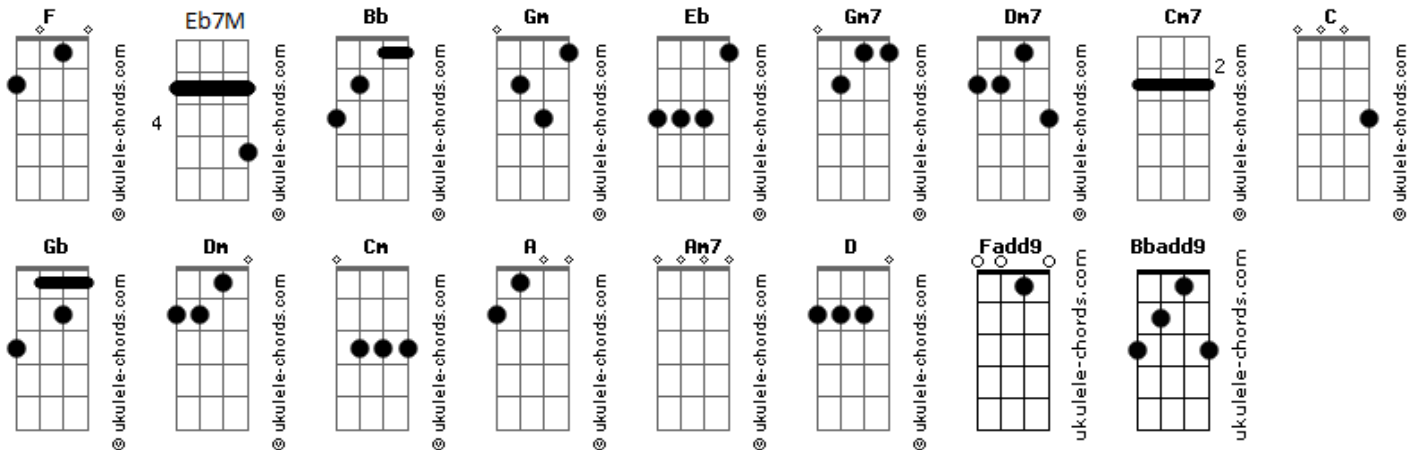 F Eb7M Bb Gm Eb Gm7 Dm7 Cm7 C
4 2
© ukulele-chords.com © ukulele-chords.com © ukulele-chords.com © ukulele-chords.com © ukulele-chords.com © ukulele-chords.com © ukulele-chords.com © ukulele-chords.com © ukulele-chords.com
Gb Dm Cm A Am7 D Fadd9 Bbadd9
© ukulele-chords.com © ukulele-chords.com © ukulele-chords.com © ukulele-chords.com © ukulele-chords.com © ukulele-chords.com ukulele-chords.com ukulele-chords.com